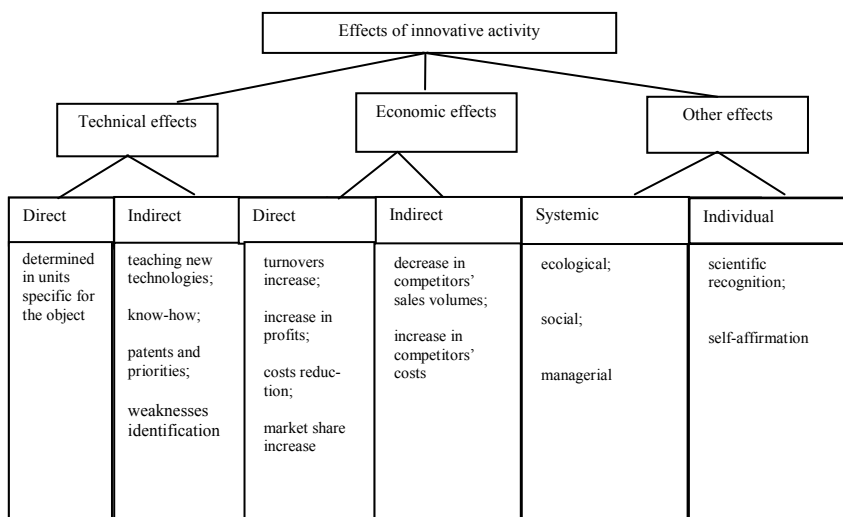 Effects of innovative activity
Technical effects
Economic effects
Other effects
Direct
Indirect
Direct
Indirect
Systemic
Individual
determined
in units
specific for
the object
teaching new
technologies;
know-how;
patents and
priorities;
weaknesses
identification
turnovers
increase;
increase in
profits;
costs reduc-
tion;
market share
increase
decrease in
competitors’
sales volumes;
increase in
competitors’
costs
ecological;
social;
managerial
scientific
recognition;
self-affirmation